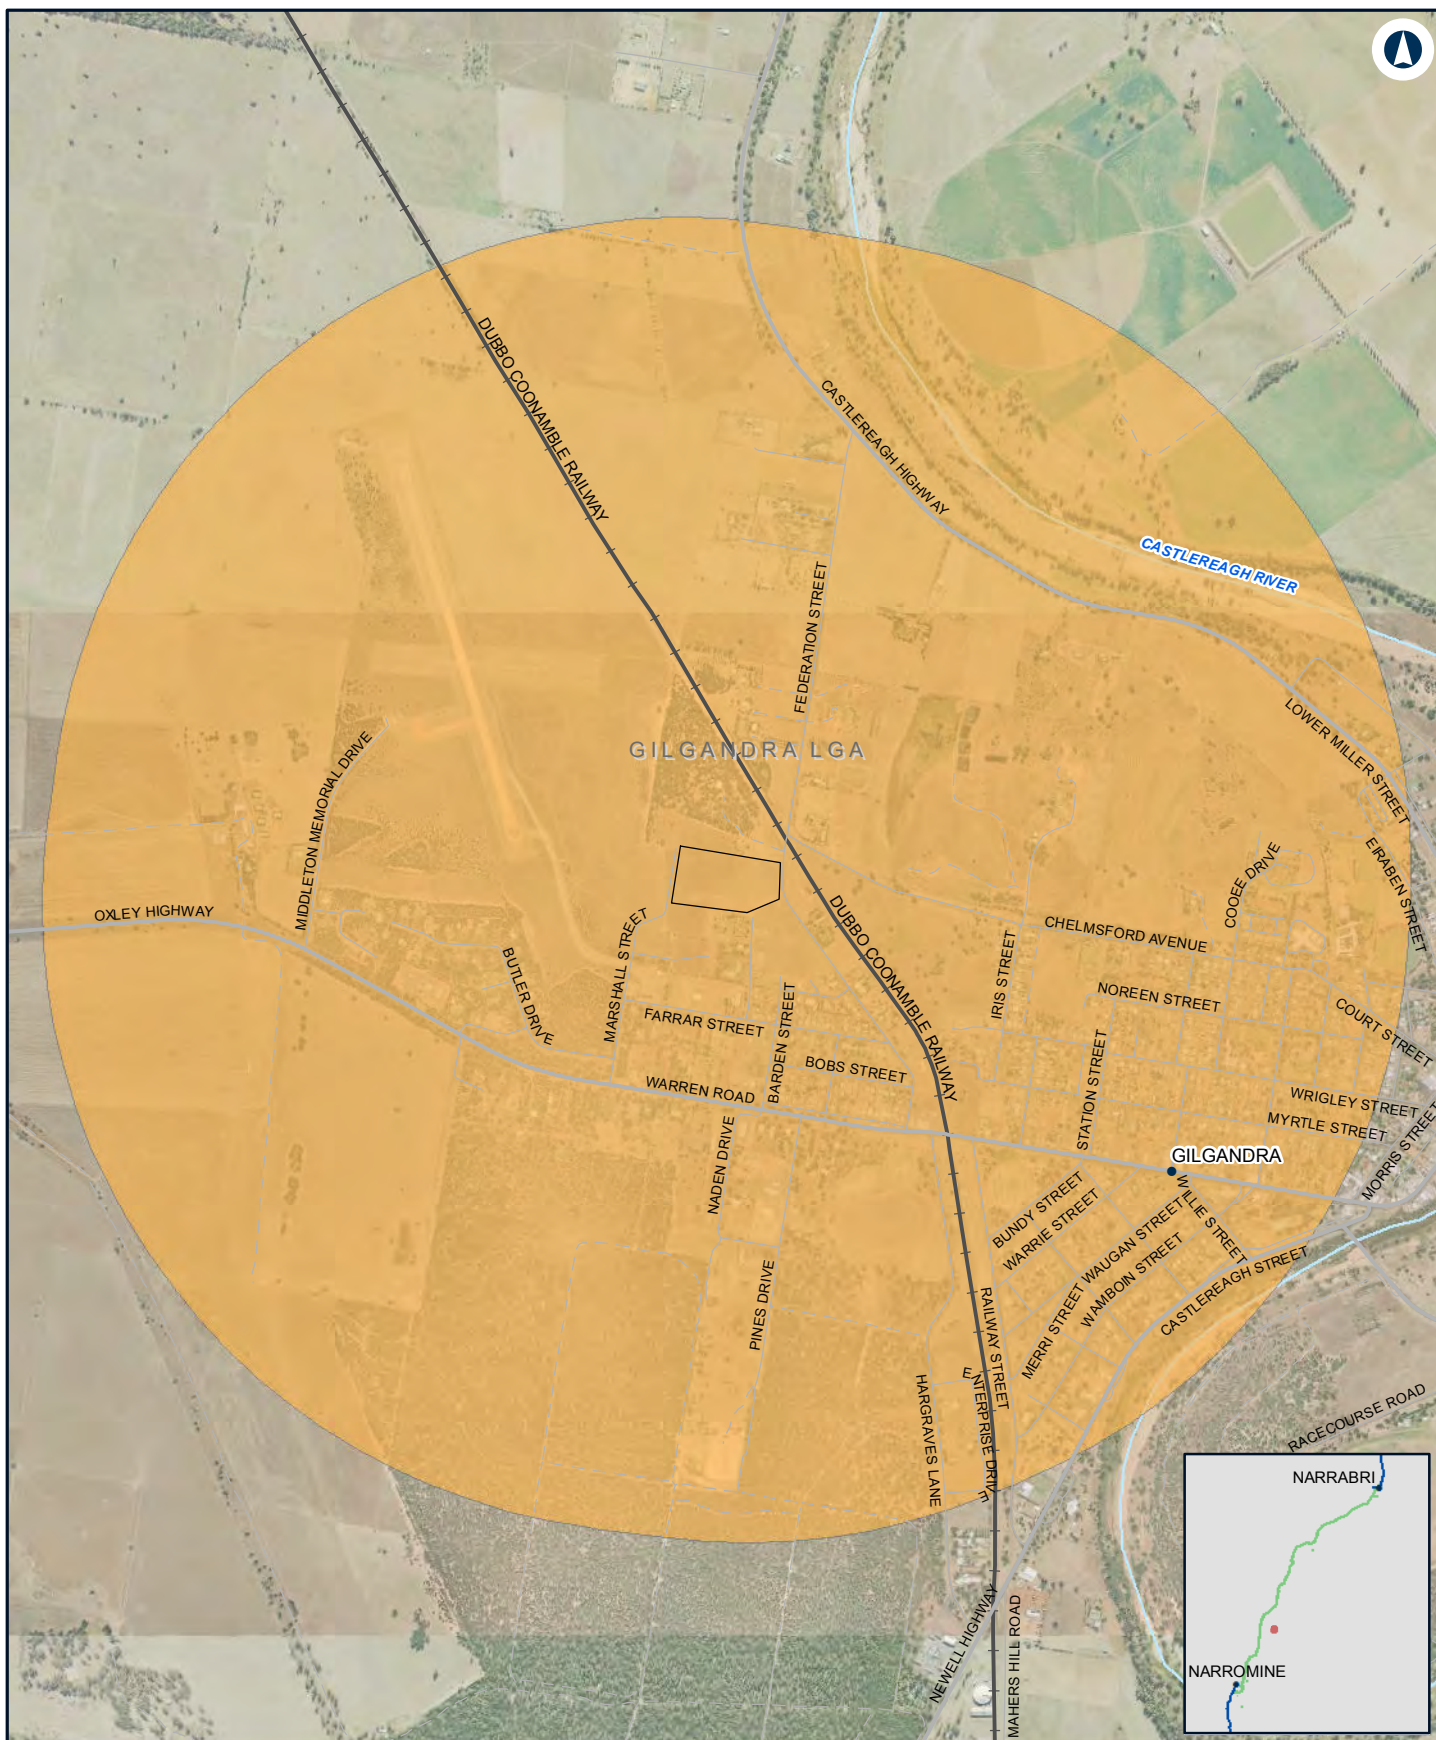 DUBBO COONAMBLE RAILWAY
CASTLEREAGH HIGHWAY
CASTLEREAGH RIVER
FEDERATION STREET
LOWER MILLER STREET
GILGANDRA LGA
MIDDLETON MEMORIAL DRIVE
EIRABEN STREET
COOEE DRIVE
OXLEY HIGHWAY
DUBBO COONAMBLE RAILWAY
CHELMSFORD AVENUE
MARSHALL STREET
BUTLER DRIVE
IRIS STREET
NOREEN STREET
COURT STREET
FARRAR STREET
BARDEN STREET
BOBS STREET
STATION STREET
WARREN ROAD
WRIGLEY STREET
MYRTLE STREET
MORRIS STREET
NADEN DRIVE
GILGANDRA
BUNDY STREET
WARRIE STREET
WILLIE STREET
WAUGAN STREET
WAMBOIN STREET
CASTLEREAGH STREET
PINES DRIVE
RAILWAY STREET
MERRI STREET
HARGRAVES LANE
ENTERPRISE DRIVE
RACECOURSE ROAD
NARRABRI
NEWELL HIGHWAY
MAHERS HILL ROAD
NARROMINE